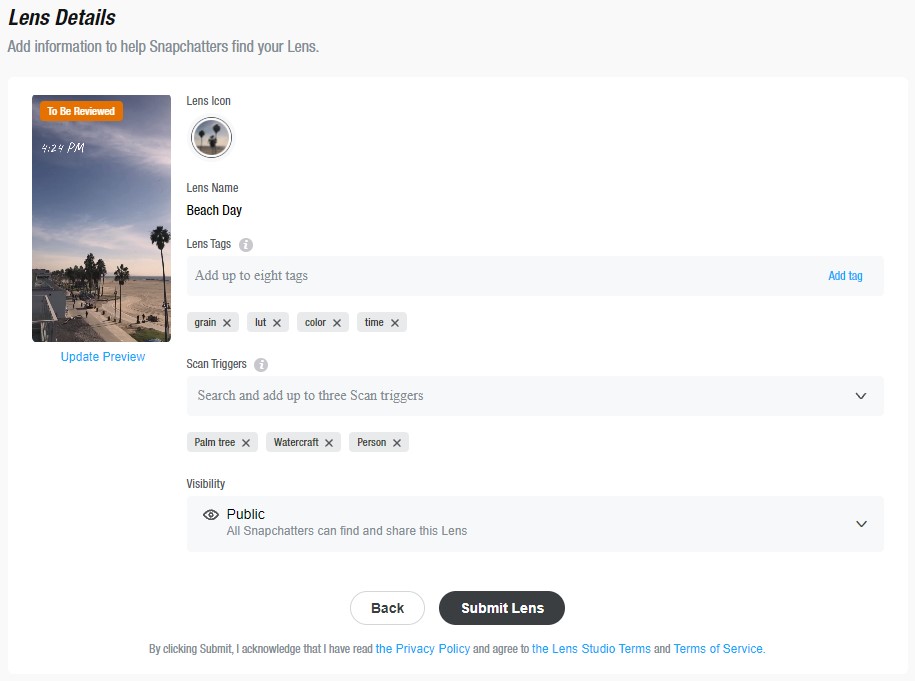 Lens Details
Add information to help Snapchatters find your Lens.
To Be Reviewed
4:24 PM
Update Preview
Lens Icon
Lens Name
Beach Day
Lens Tags
Add up to eight tags
Add tag
grain
lut
color
time
Scan Triggers
Search and add up to three Scan triggers
Palm tree
Watercraft
Person
Visibility
Public
All Snapchatters can find and share this Lens
Back
Submit Lens
By clicking Submit, I acknowledge that I have read the Privacy Policy and agree to the Lens Studio Terms and Terms of Service.